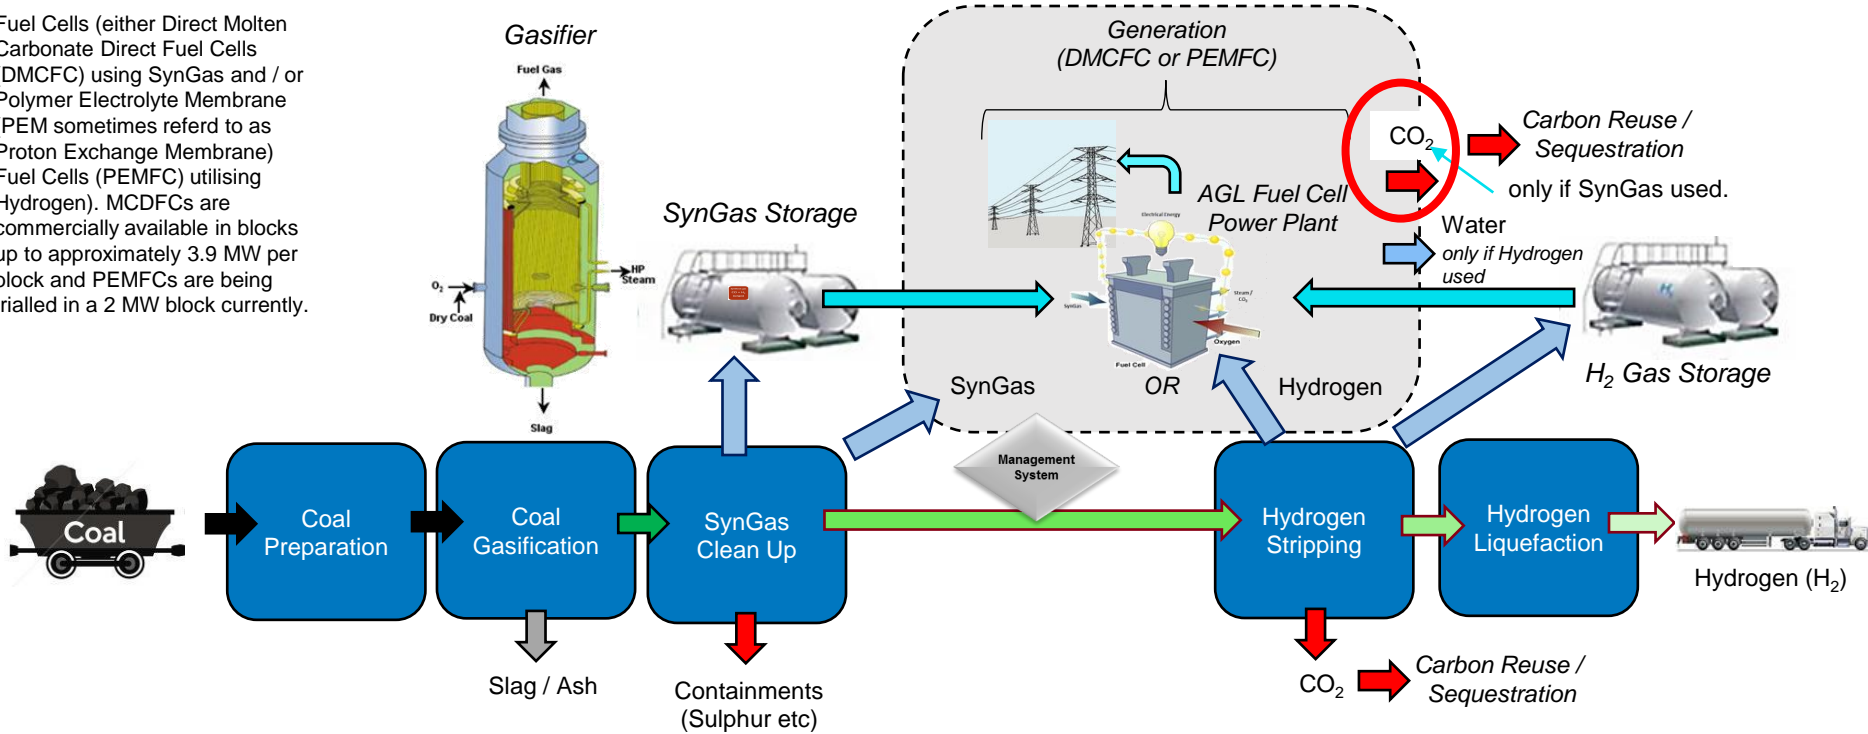 Fuel Cells (either Direct Molten
Carbonate Direct Fuel Cells
(DMCFC) using SynGas and / or
Polymer Electrolyte Membrane
(PEM sometimes referd to as
Proton Exchange Membrane)
Fuel Cells (PEMFC) utilising
Hydrogen). MCDFCs are
commercially available in blocks
up to approximately 3.9 MW per
block and PEMFCs are being
trialled in a 2 MW block currently.
Gasifier
Fuel Gas
HP
Steam
O₂
Dry Coal
Slag
SynGas Storage
Generation
(DMCFC or PEMFC)
AGL Fuel Cell
Power Plant
Electrical Energy
SynGas
Steam /
CO₂
Oxygen
Fuel Cell
SynGas
OR
Hydrogen
CO₂
Carbon Reuse /
Sequestration
only if SynGas used.
Water
only if Hydrogen
used
H
H₂ Gas Storage
Management
System
Coal
Coal
Preparation
Coal
Gasification
SynGas
Clean Up
Hydrogen
Stripping
Hydrogen
Liquefaction
Hydrogen (H₂)
Slag / Ash
Containments
(Sulphur etc)
CO₂
Carbon Reuse /
Sequestration